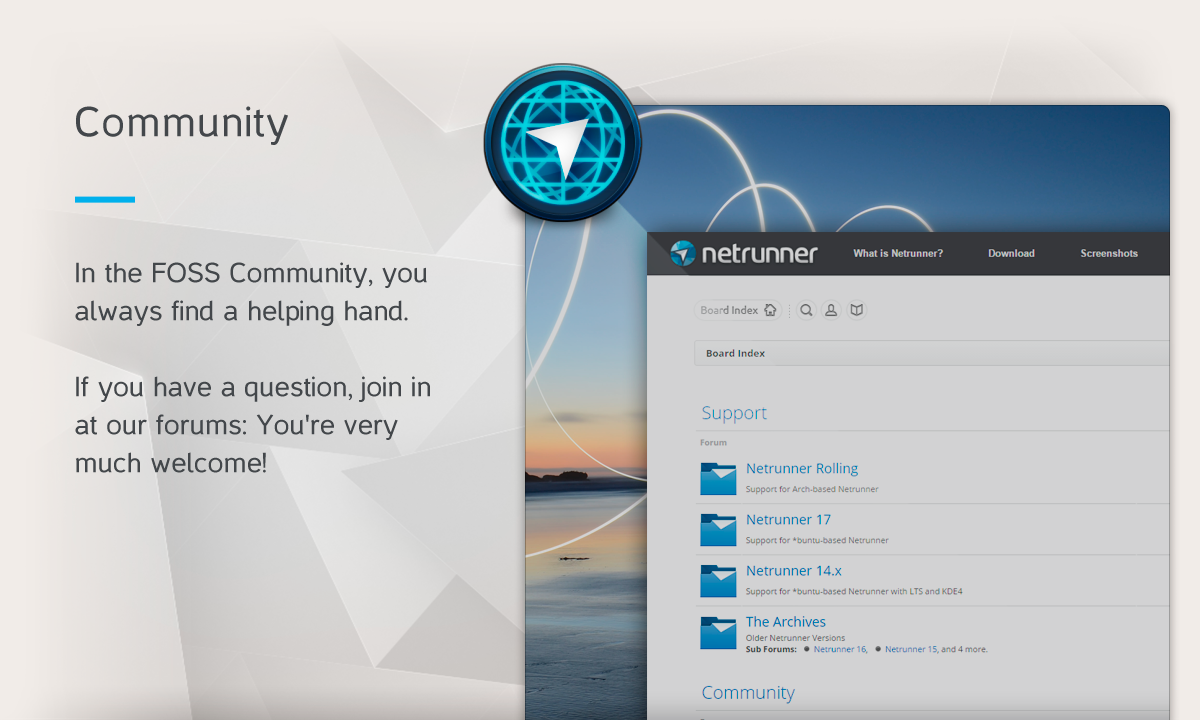 Community
In the FOSS Community, you
always find a helping hand.
If you have a question, join in
at our forums: You're very
much welcome!
netrunner What is Netrunner? Download Screenshots
Board Index
Board Index
Support
Forum
Netrunner Rolling
Support for Arch-based Netrunner
Netrunner 17
Support for *buntu-based Netrunner
Netrunner 14.x
Support for *buntu-based Netrunner with LTS and KDE4
The Archives
Older Netrunner Versions
Sub Forums: Netrunner 16, Netrunner 15, and 4 more.
Community